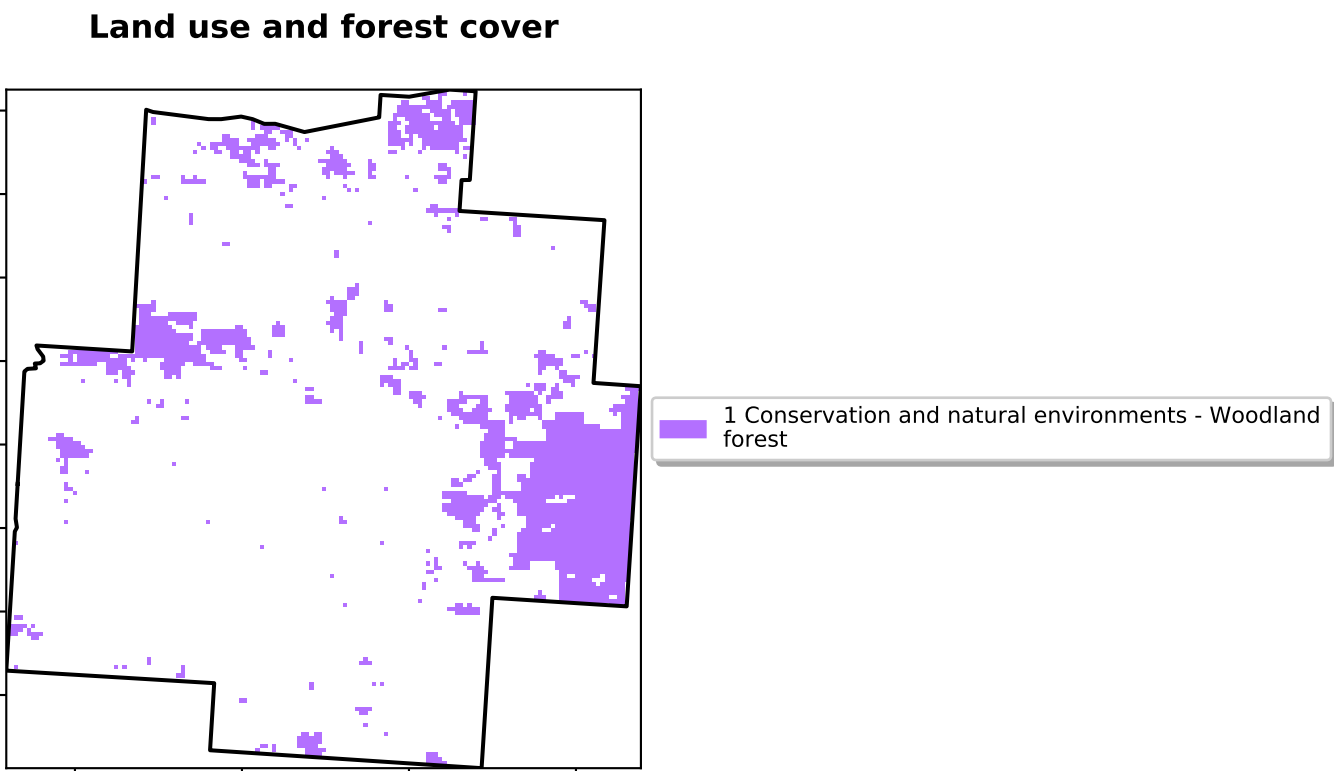 Land use and forest cover
1 Conservation and natural environments - Woodland
forest